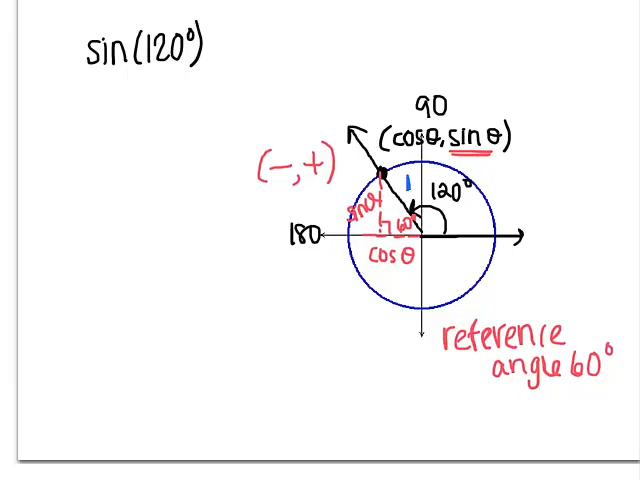 sin(120°)
90
(cosθ, sinθ)
(−,+)
1
120°
sinθ
60°
180
cosθ
reference
angle 60°